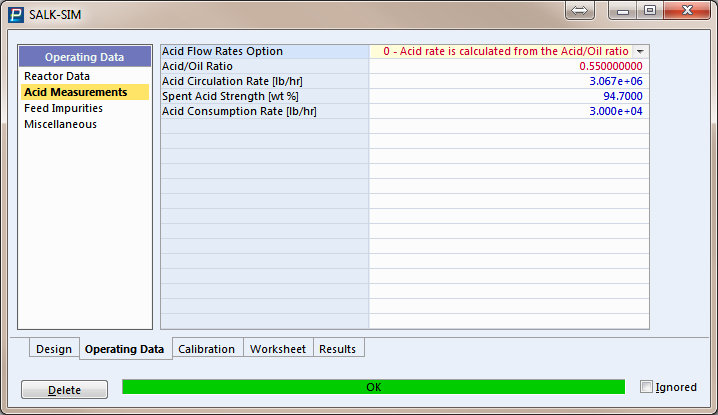 SALK-SIM
Operating Data
Reactor Data
Acid Measurements
Feed Impurities
Miscellaneous
Acid Flow Rates Option 0 - Acid rate is calculated from the Acid/Oil ratio
Acid/Oil Ratio 0.550000000
Acid Circulation Rate [lb/hr] 3.067e+06
Spent Acid Strength [wt %] 94.7000
Acid Consumption Rate [lb/hr] 3.000e+04
Design Operating Data Calibration Worksheet Results
Delete OK Ignored